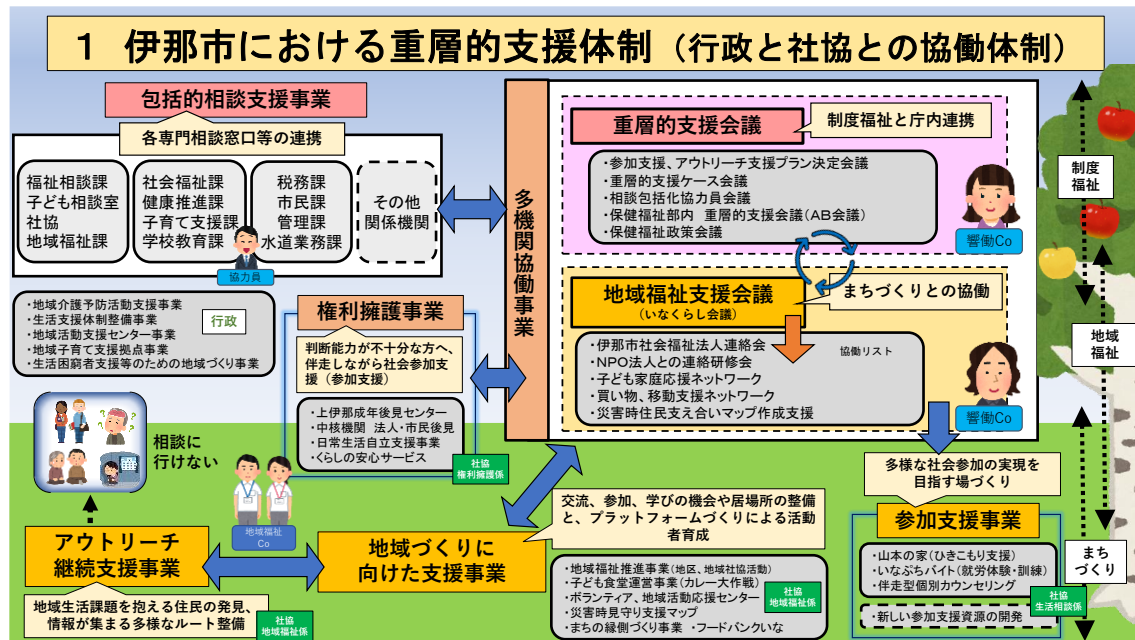 1 伊那市における重層的支援体制（行政と社協との協働体制）
包括的相談支援事業
各専門相談窓口等の連携
福祉相談課
子ども相談室
社協
地域福祉課
社会福祉課
健康推進課
子育て支援課
学校教育課
税務課
市民課
管理課
水道業務課
その他
関係機関
協力員
・地域介護予防活動支援事業
・生活支援体制整備事業
・地域活動支援センター事業
・地域子育て支援拠点事業
・生活困窮者支援等のための地域づくり事業
行政
権利擁護事業
判断能力が不十分な方へ、
伴走しながら社会参加支
援（参加支援）
・上伊那成年後見センター
・中核機関 法人・市民後見
・日常生活自立支援事業
・くらしの安心サービス
社協
権利擁護係
多機関協働事業
重層的支援会議
制度福祉と庁内連携
・参加支援、アウトリーチ支援プラン決定会議
・重層的支援ケース会議
・相談包括化協力員会議
・保健福祉部内 重層的支援会議（AB会議）
・保健福祉政策会議
響働Co
地域福祉支援会議
（いなくらし会議）
まちづくりとの協働
・伊那市社会福祉法人連絡会
・NPO法人との連絡研修会
・子ども家庭応援ネットワーク
・買い物、移動支援ネットワーク
・災害時住民支え合いマップ作成支援
協働リスト
響働Co
制度
福祉
地域
福祉
まち
づくり
相談に
行けない
地域福祉
Co
アウトリーチ
継続支援事業
地域生活課題を抱える住民の発見、
情報が集まる多様なルート整備
社協
地域福祉係
地域づくりに
向けた支援事業
交流、参加、学びの機会や居場所の整備
と、プラットフォームづくりによる活動
者育成
・地域福祉推進事業（地区、地域社協活動）
・子ども食堂運営事業（カレー大作戦）
・ボランティア、地域活動応援センター
・災害時見守り支援マップ
・まちの縁側づくり事業 ・フードバンクいな
社協
地域福祉係
多様な社会参加の実現を
目指す場づくり
参加支援事業
・山本の家（ひきこもり支援）
・いなぶちバイト（就労体験・訓練）
・伴走型個別カウンセリング
・新しい参加支援資源の開発
社協
生活相談係